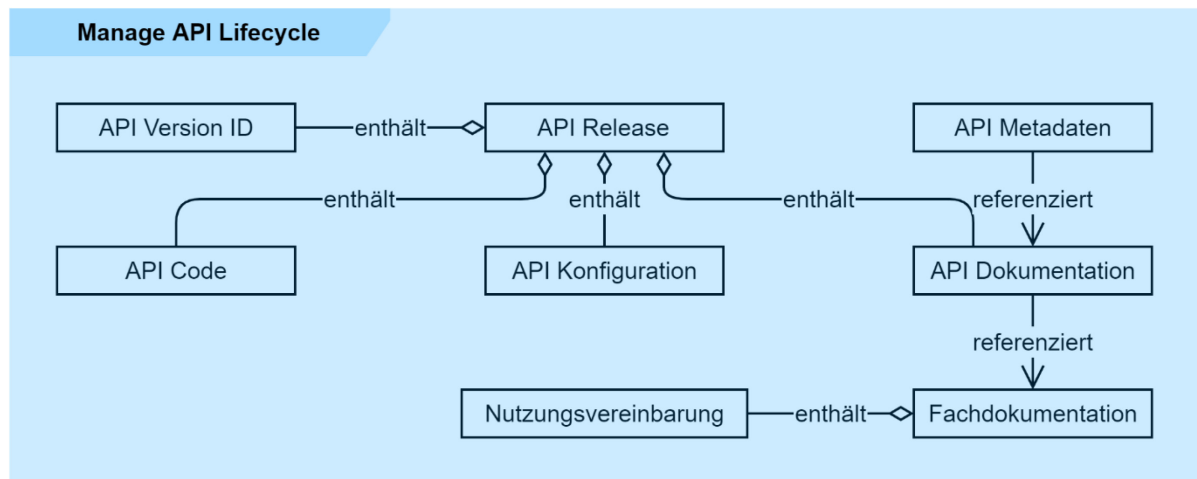 Manage API Lifecycle
API Version ID
enthält
API Release
API Metadaten
enthält
enthält
enthält
referenziert
API Code
API Konfiguration
API Dokumentation
referenziert
Nutzungsvereinbarung
enthält
Fachdokumentation